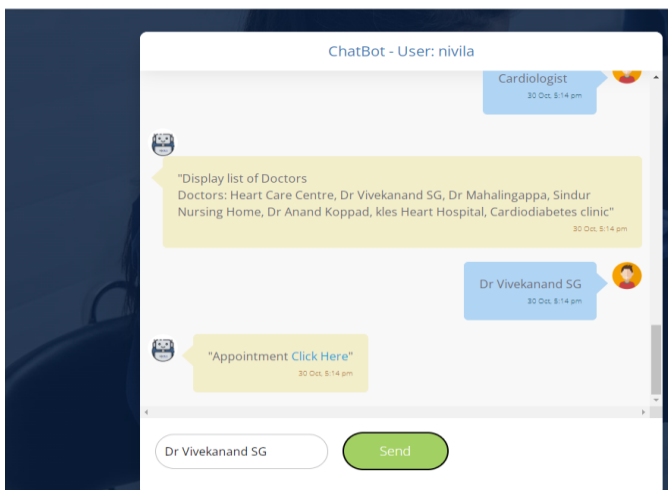 ChatBot - User: nivila
Cardiologist
30 Oct, 5:14 pm
"Display list of Doctors
Doctors: Heart Care Centre, Dr Vivekanand SG, Dr Mahalingappa, Sindur
Nursing Home, Dr Anand Koppad, kles Heart Hospital, Cardiodiabetes clinic"
30 Oct, 5:14 pm
Dr Vivekanand SG
30 Oct, 5:14 pm
"Appointment Click Here"
30 Oct, 5:14 pm
Dr Vivekanand SG
Send